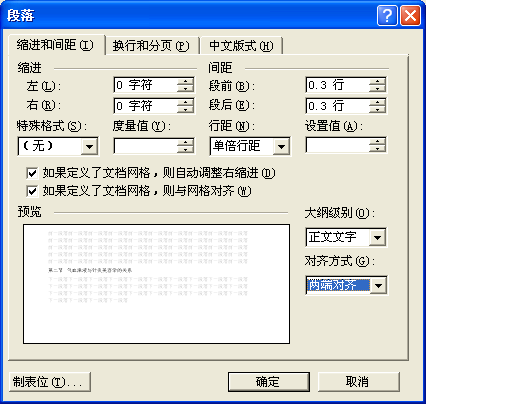 段落
缩进和间距(I) 换行和分页(P) 中文版式(H)
缩进 间距
左(L): 0 字符 段前(B): 0.3 行
右(R): 0 字符 段后(E): 0.3 行
特殊格式(S): 度量值(Y): 行距(N): 设置值(A):
(无) 单倍行距
如果定义了文档网格，则自动调整右缩进(D)
如果定义了文档网格，则与网格对齐(W)
预览 大纲级别(O):
正文文字
对齐方式(G):
两端对齐
制表位(T)... 确定 取消